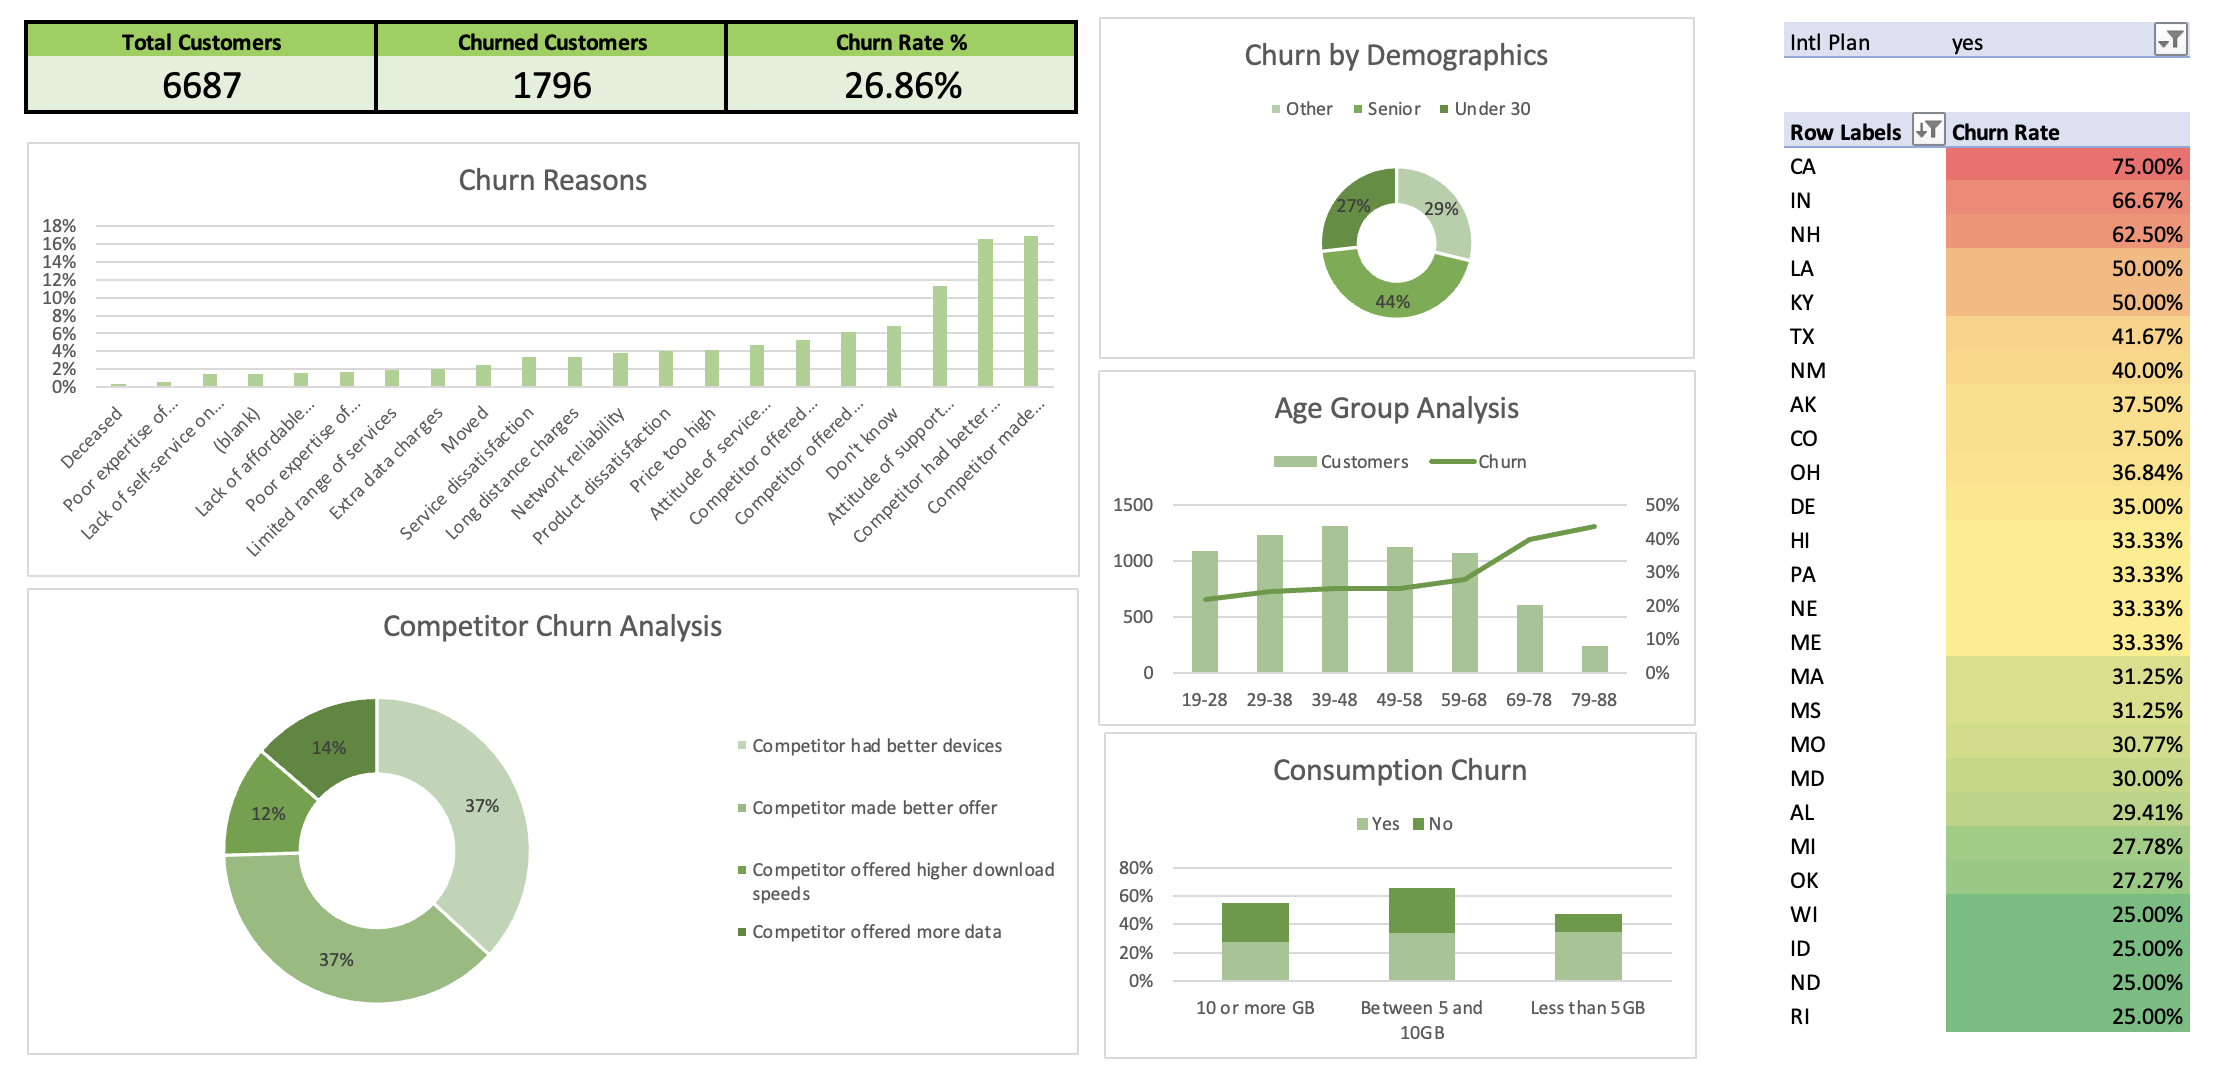 Total Customers
Churned Customers
Churn Rate %
6687
1796
26.86%
Churn Reasons
18%
16%
14%
12%
10%
8%
6%
4%
2%
0%
Deceased
Poor expertise of...
Lack of self-service on...
(blank)
Lack of affordable...
Poor expertise of...
Limited range of services
Extra data charges
Moved
Service dissatisfaction
Long distance charges
Network reliability
Product dissatisfaction
Price too high
Attitude of service...
Competitor offered...
Competitor offered...
Don't know
Attitude of support...
Competitor had better...
Competitor made...
Competitor Churn Analysis
14%
37%
12%
37%
Competitor had better devices
Competitor made better offer
Competitor offered higher download
speeds
Competitor offered more data
Churn by Demographics
Other
Senior
Under 30
27%
29%
44%
Age Group Analysis
Customers
Churn
1500
1000
500
0
50%
40%
30%
20%
10%
0%
19-28
29-38
39-48
49-58
59-68
69-78
79-88
Consumption Churn
Yes
No
80%
60%
40%
20%
0%
10 or more GB
Between 5 and
10GB
Less than 5GB
Intl Plan yes
Row Labels Churn Rate
CA 75.00%
IN 66.67%
NH 62.50%
LA 50.00%
KY 50.00%
TX 41.67%
NM 40.00%
AK 37.50%
CO 37.50%
OH 36.84%
DE 35.00%
HI 33.33%
PA 33.33%
NE 33.33%
ME 33.33%
MA 31.25%
MS 31.25%
MO 30.77%
MD 30.00%
AL 29.41%
MI 27.78%
OK 27.27%
WI 25.00%
ID 25.00%
ND 25.00%
RI 25.00%